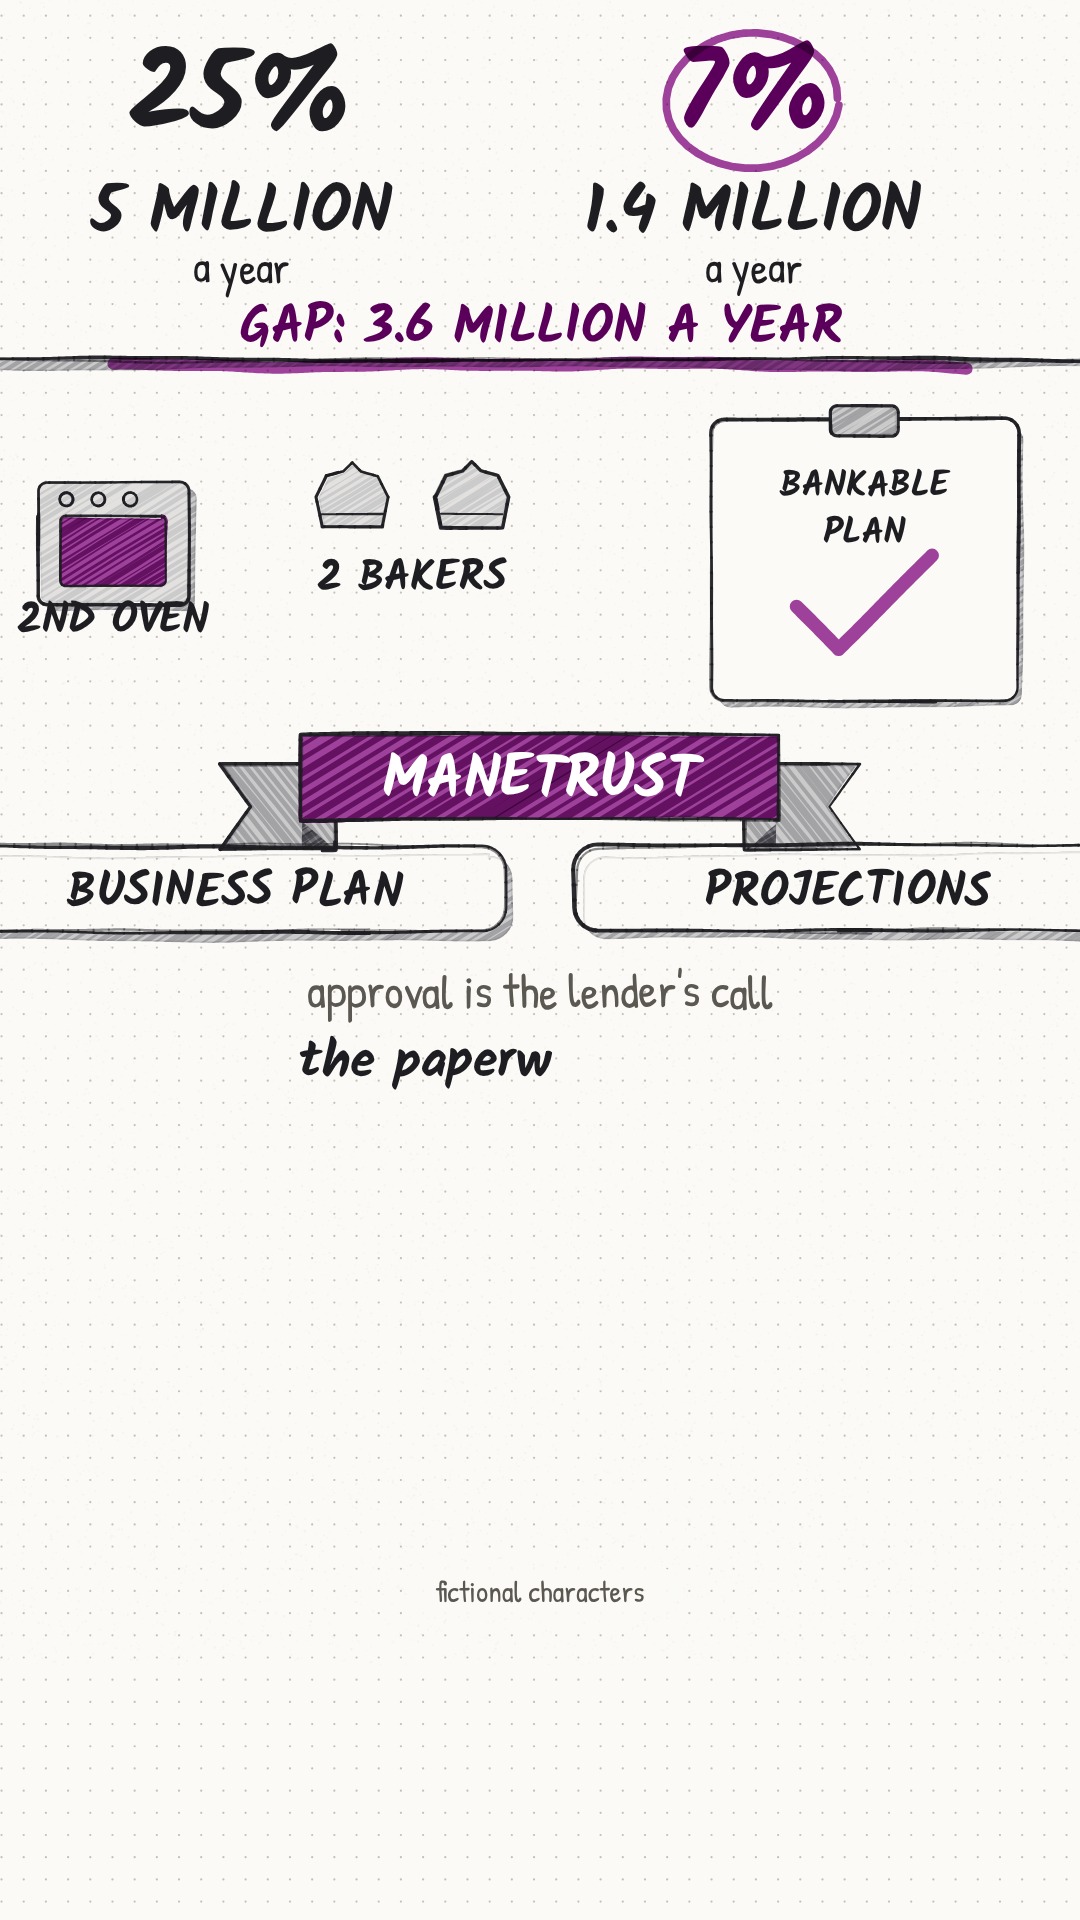 25%
7%
5 MILLION
1.4 MILLION
a year
a year
GAP: 3.6 MILLION A YEAR
BANKABLE
PLAN
2 BAKERS
2ND OVEN
MANETRUST
BUSINESS PLAN
PROJECTIONS
approval is the lender's call
the paperw
fictional characters